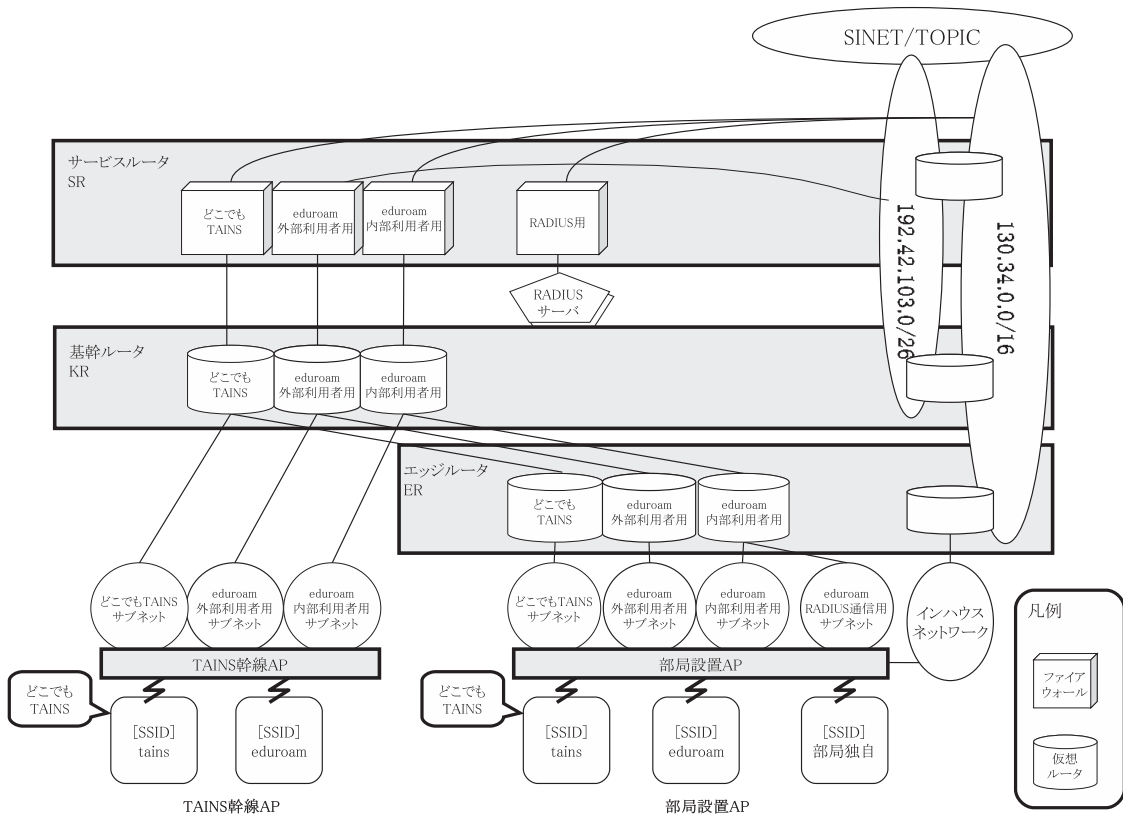 SINET/TOPIC
サービスルータ
SR
どこでも
TAINS
eduroam
外部利用者用
eduroam
内部利用者用
RADIUS用
192.42.103.0/26
130.34.0.0/16
RADIUS
サーバ
基幹ルータ
KR
どこでも
TAINS
eduroam
外部利用者用
eduroam
内部利用者用
エッジルータ
ER
どこでも
TAINS
eduroam
外部利用者用
eduroam
内部利用者用
どこでもTAINS
サブネット
eduroam
外部利用者用
サブネット
eduroam
内部利用者用
サブネット
どこでもTAINS
サブネット
eduroam
外部利用者用
サブネット
eduroam
内部利用者用
サブネット
eduroam
RADIUS通信用
サブネット
インハウス
ネットワーク
TAINS幹線AP
部局設置AP
どこでも
TAINS
[SSID]
tains
[SSID]
eduroam
どこでも
TAINS
[SSID]
tains
[SSID]
eduroam
[SSID]
部局独自
TAINS幹線AP
部局設置AP
凡例
ファイア
ウォール
仮想
ルータ